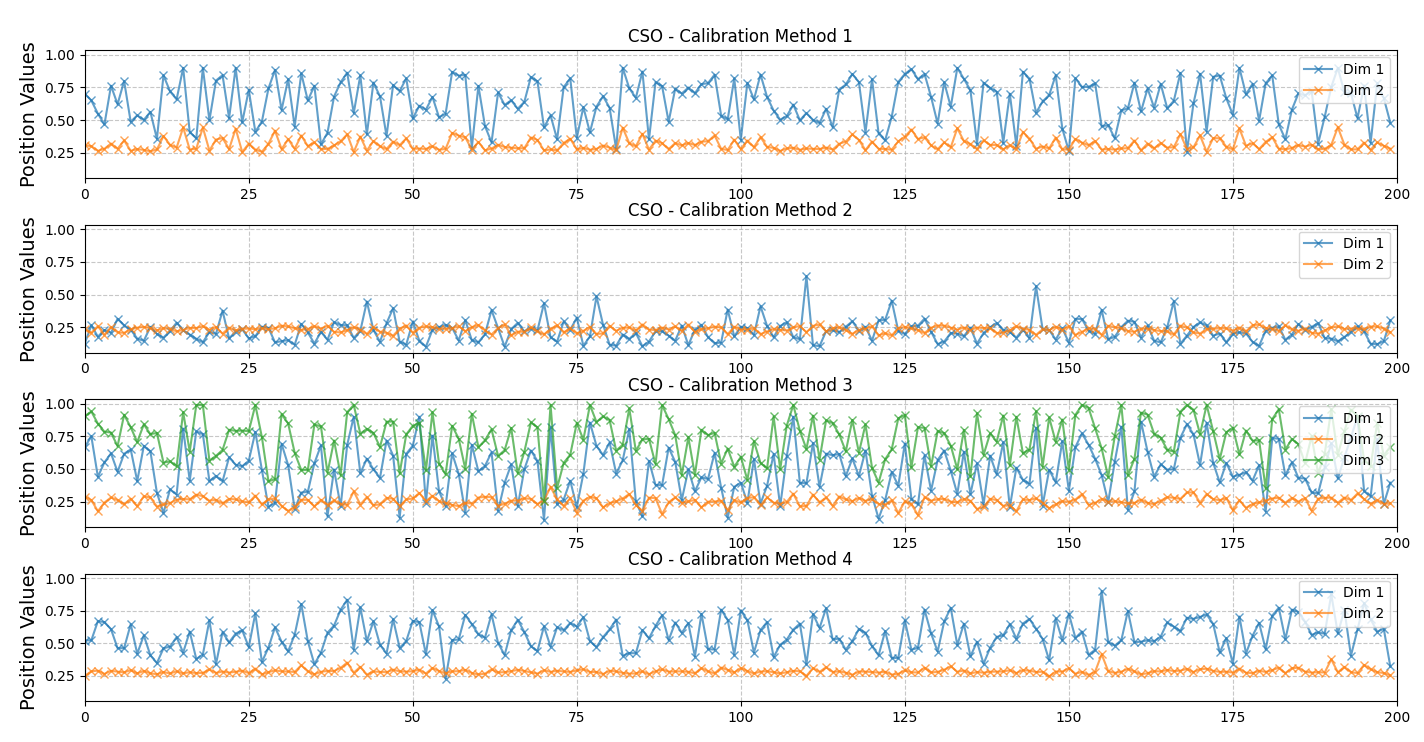 CSO - Calibration Method 1
Position Values
1.00
0.75
0.50
0.25
Dim 1
Dim 2
0 25 50 75 100 125 150 175 200
CSO - Calibration Method 2
Position Values
1.00
0.75
0.50
0.25
Dim 1
Dim 2
0 25 50 75 100 125 150 175 200
CSO - Calibration Method 3
Position Values
1.00
0.75
0.50
0.25
Dim 1
Dim 2
Dim 3
0 25 50 75 100 125 150 175 200
CSO - Calibration Method 4
Position Values
1.00
0.75
0.50
0.25
Dim 1
Dim 2
0 25 50 75 100 125 150 175 200